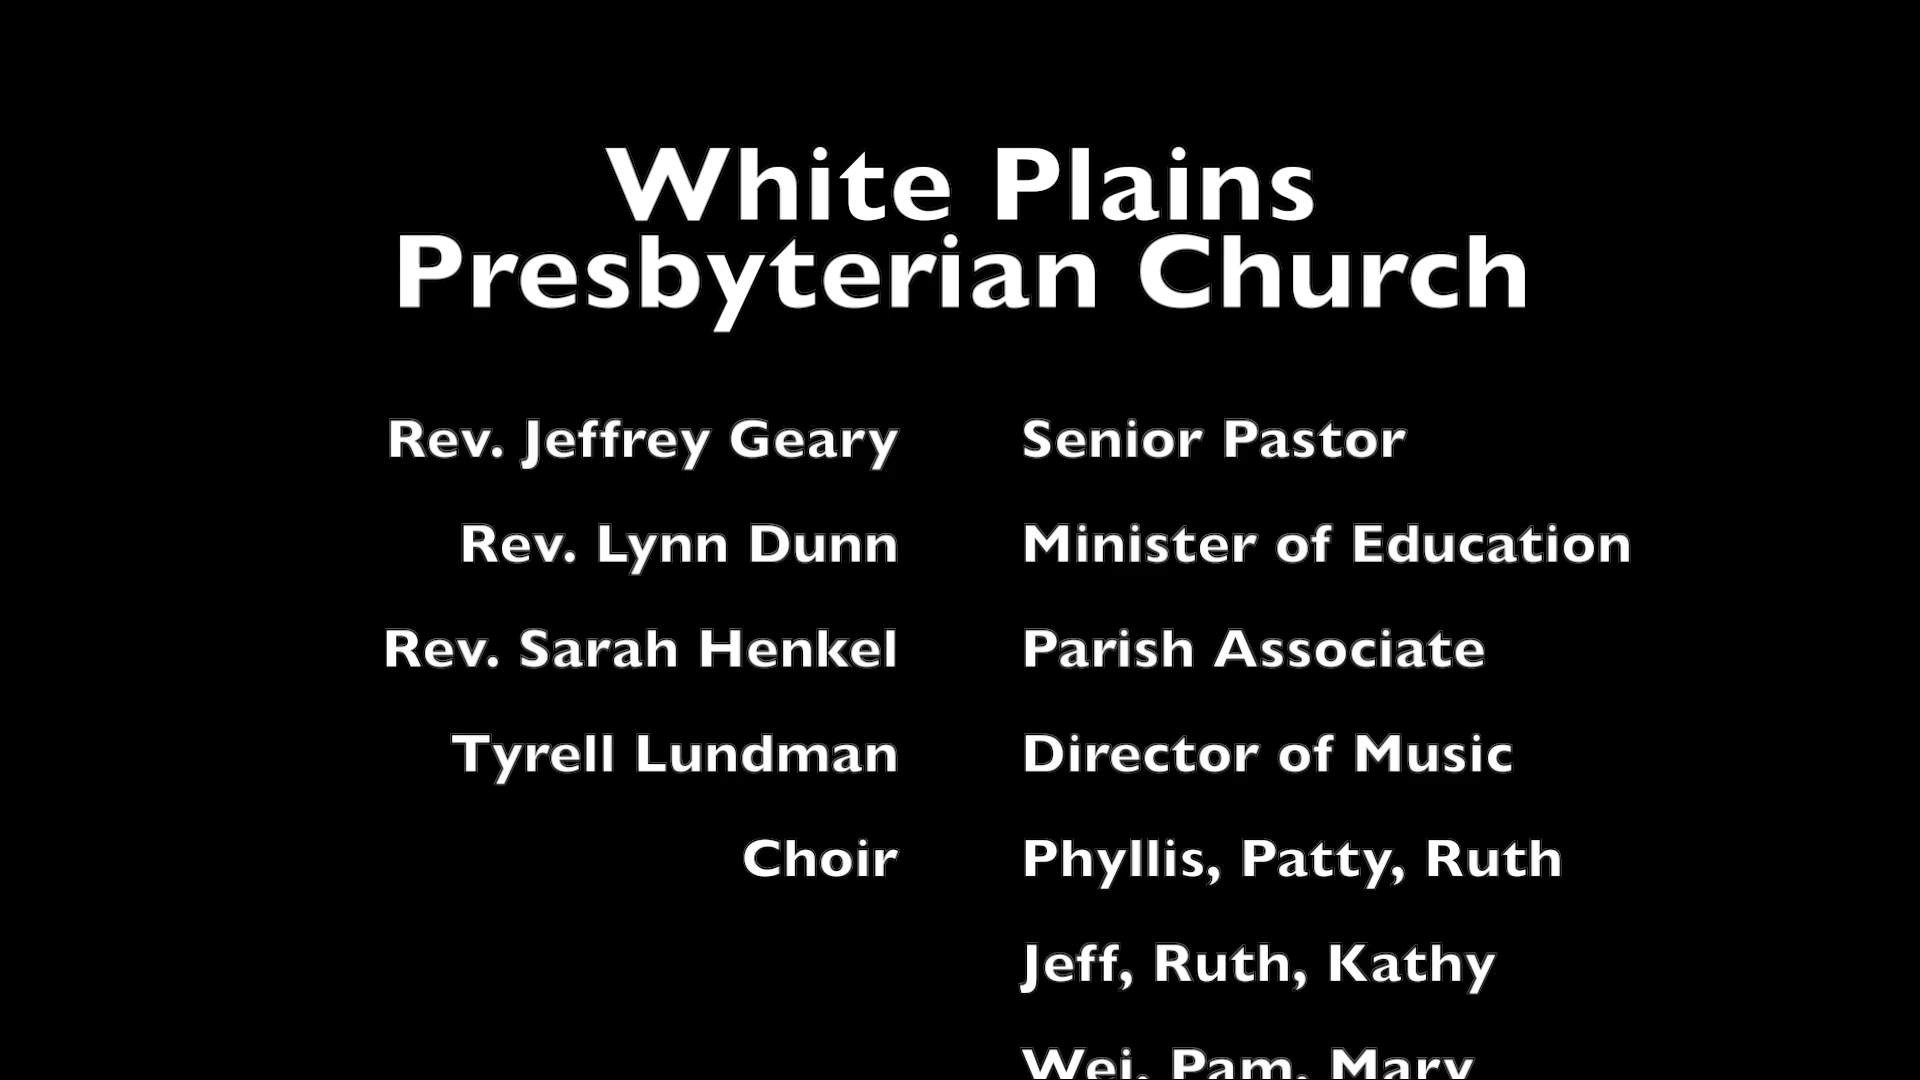 White Plains
Presbyterian Church
Rev. Jeffrey Geary Senior Pastor
Rev. Lynn Dunn Minister of Education
Rev. Sarah Henkel Parish Associate
Tyrell Lundman Director of Music
Choir Phyllis, Patty, Ruth
Jeff, Ruth, Kathy
Wei, Pam, Mary